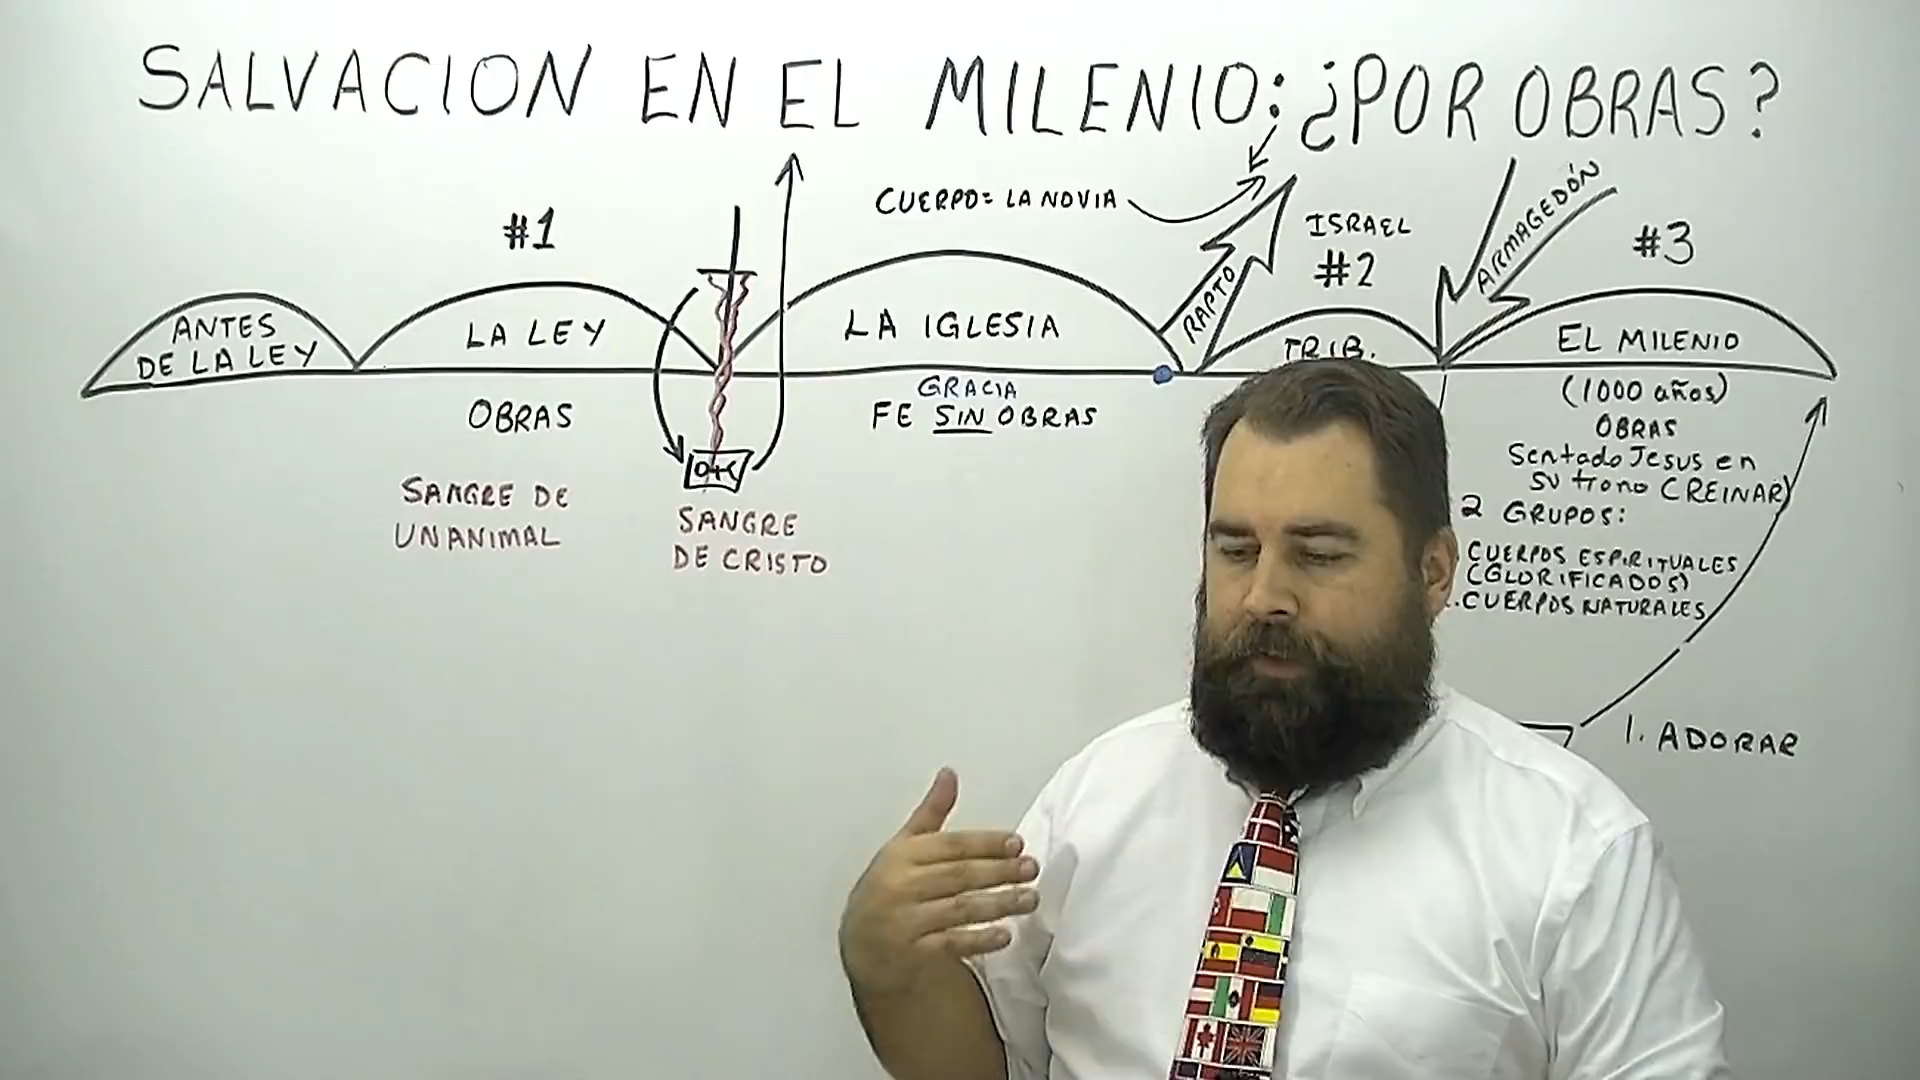 SALVACION EN EL MILENIO: ¿POR OBRAS?
CUERPO= LA NOVIA
#1
ISRAEL
#2
ARMAGEDÓN
#3
RAPTO
ANTES
DE LA LEY
LA LEY
LA IGLESIA
TRIB.
EL MILENIO
OBRAS
GRACIA
FE SIN OBRAS
(1000 años)
OBRAS
Sentado Jesus en
su trono (REINAR)
2 GRUPOS:
CUERPOS ESPIRITUALES
(GLORIFICADOS)
.CUERPOS NATURALES
SANGRE DE
UN ANIMAL
SANGRE
DE CRISTO
1. ADORAR